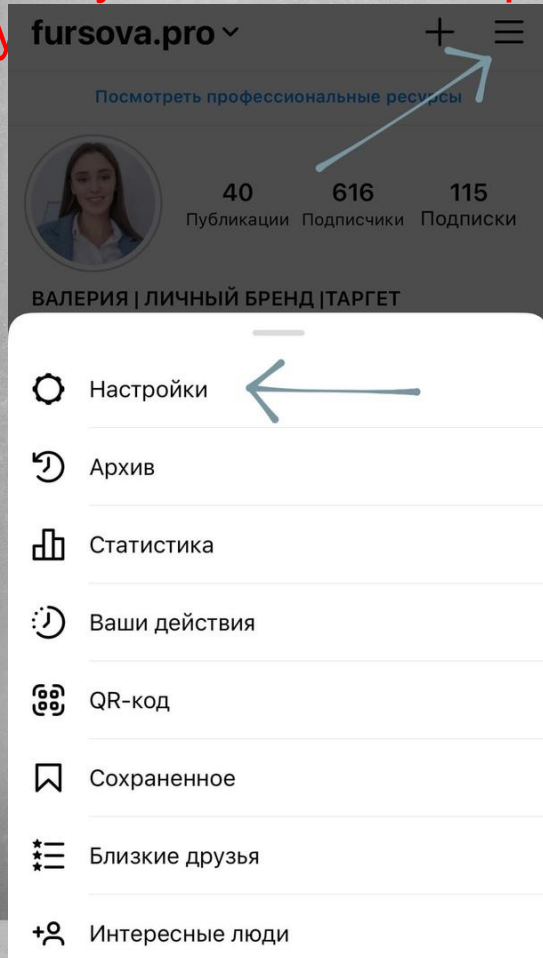 fursova.pro
Посмотреть профессиональные ресурсы
40 616 115
Публикации Подписчики Подписки
ВАЛЕРИЯ | ЛИЧНЫЙ БРЕНД |ТАРГЕТ
Настройки
Архив
Статистика
Ваши действия
QR-код
Сохраненное
Близкие друзья
Интересные люди